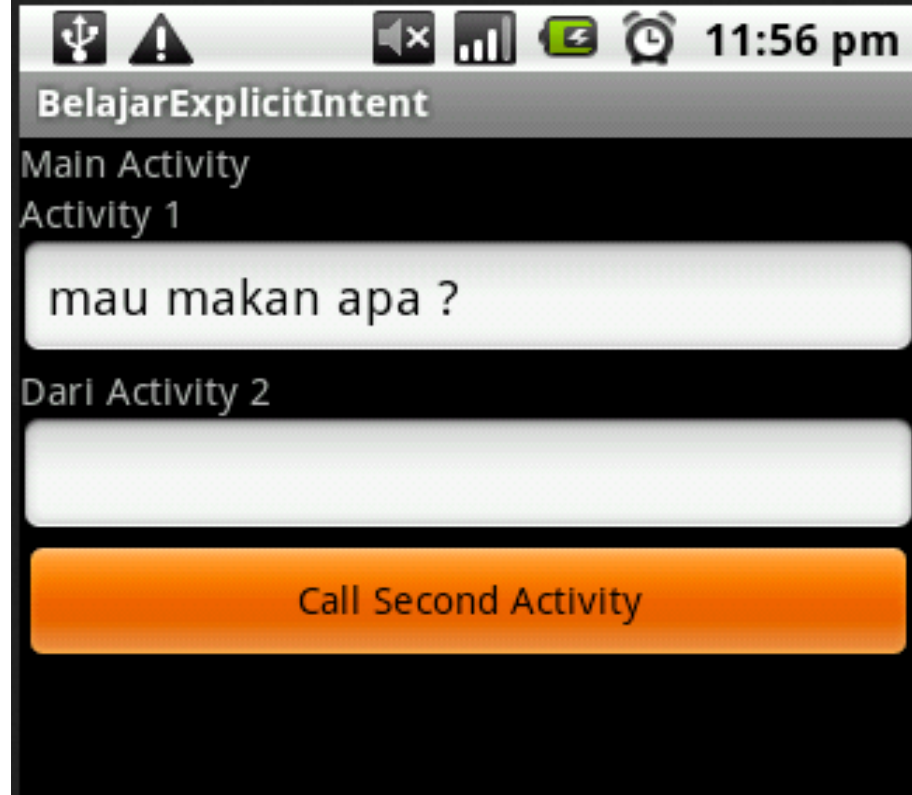 11:56 pm
BelajarExplicitIntent
Main Activity
Activity 1
mau makan apa ?
Dari Activity 2
Call Second Activity